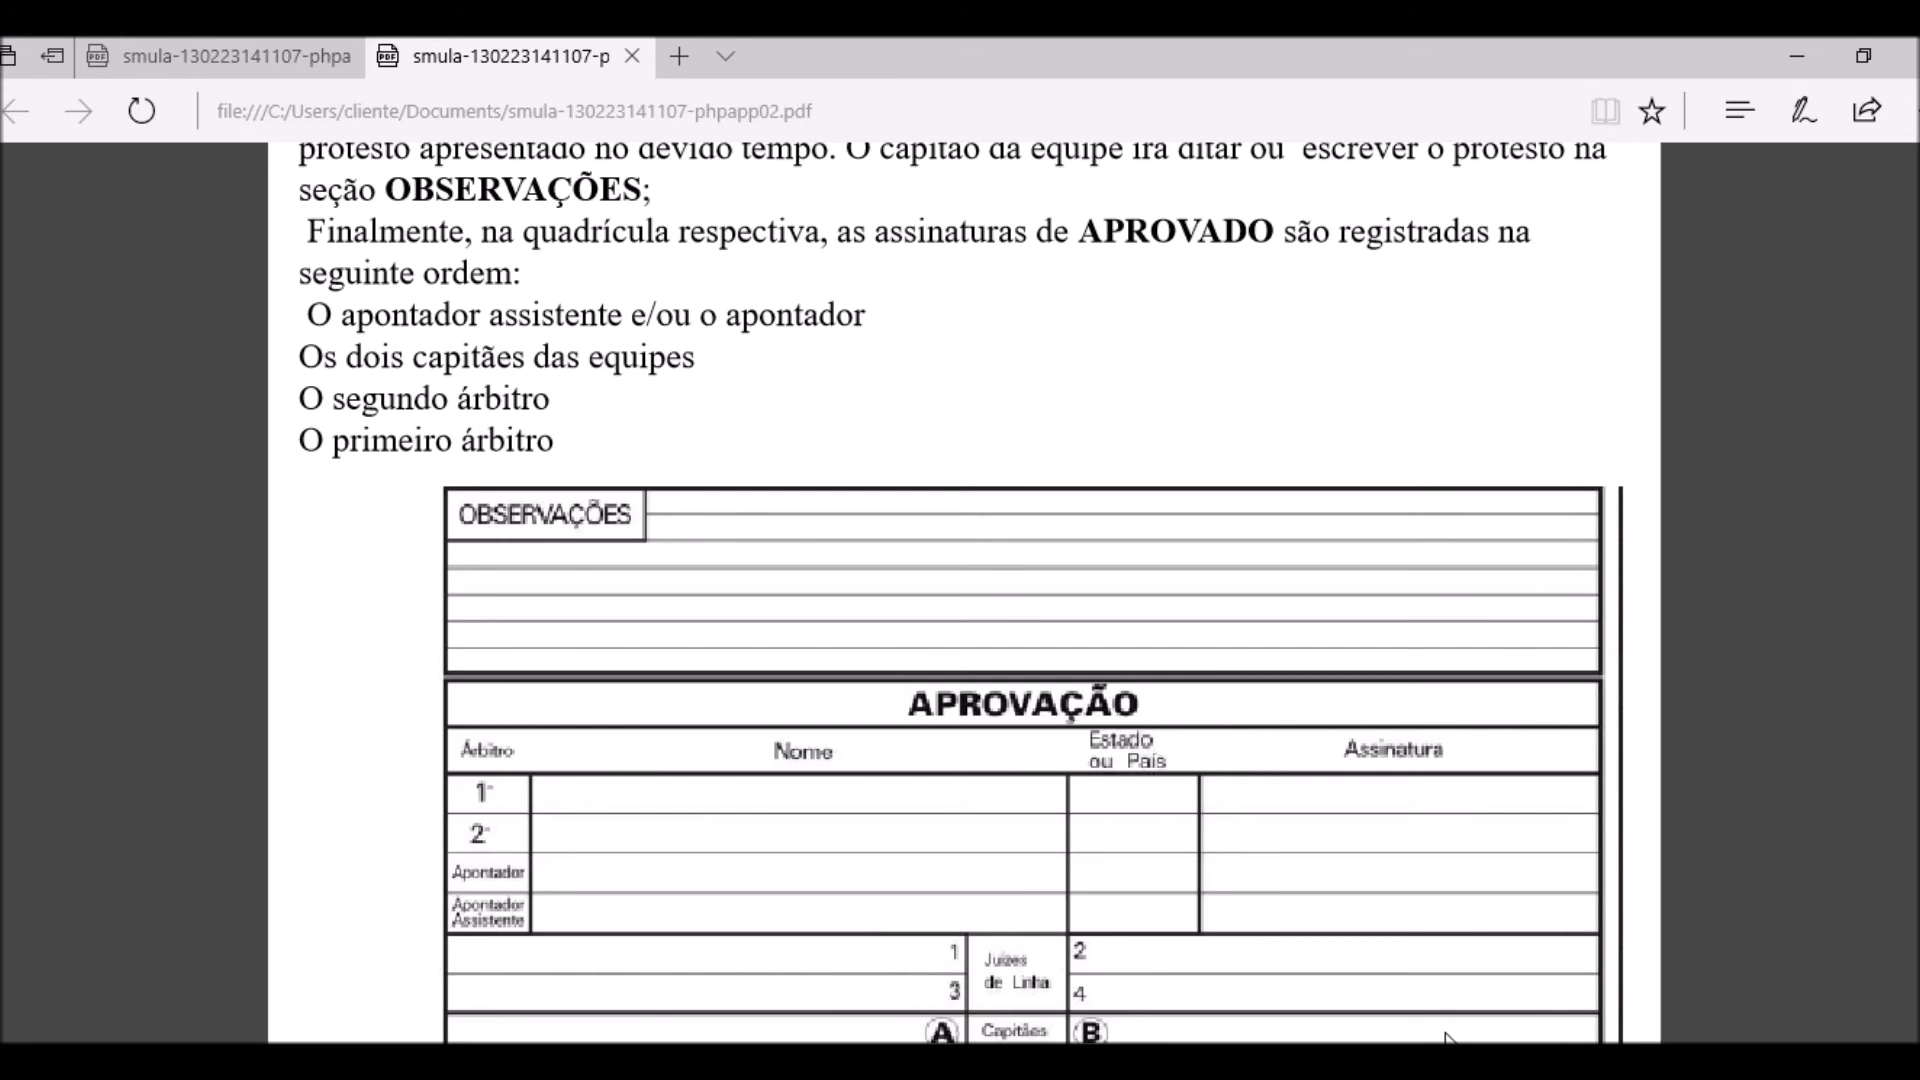 smula-130223141107-phpa
smula-130223141107-p
file:///C:/Users/cliente/Documents/smula-130223141107-phpapp02.pdf
protesto apresentado no devido tempo. O capitão da equipe irá ditar ou escrever o protesto na
seção OBSERVAÇÕES;
Finalmente, na quadrícula respectiva, as assinaturas de APROVADO são registradas na
seguinte ordem:
O apontador assistente e/ou o apontador
Os dois capitães das equipes
O segundo árbitro
O primeiro árbitro
OBSERVAÇÕES
APROVAÇÃO
Árbitro Nome Estado ou País Assinatura
1º
2º
Apontador
Apontador
Assistente
1 Juizes de Linha 2
3 4
A Capitães B